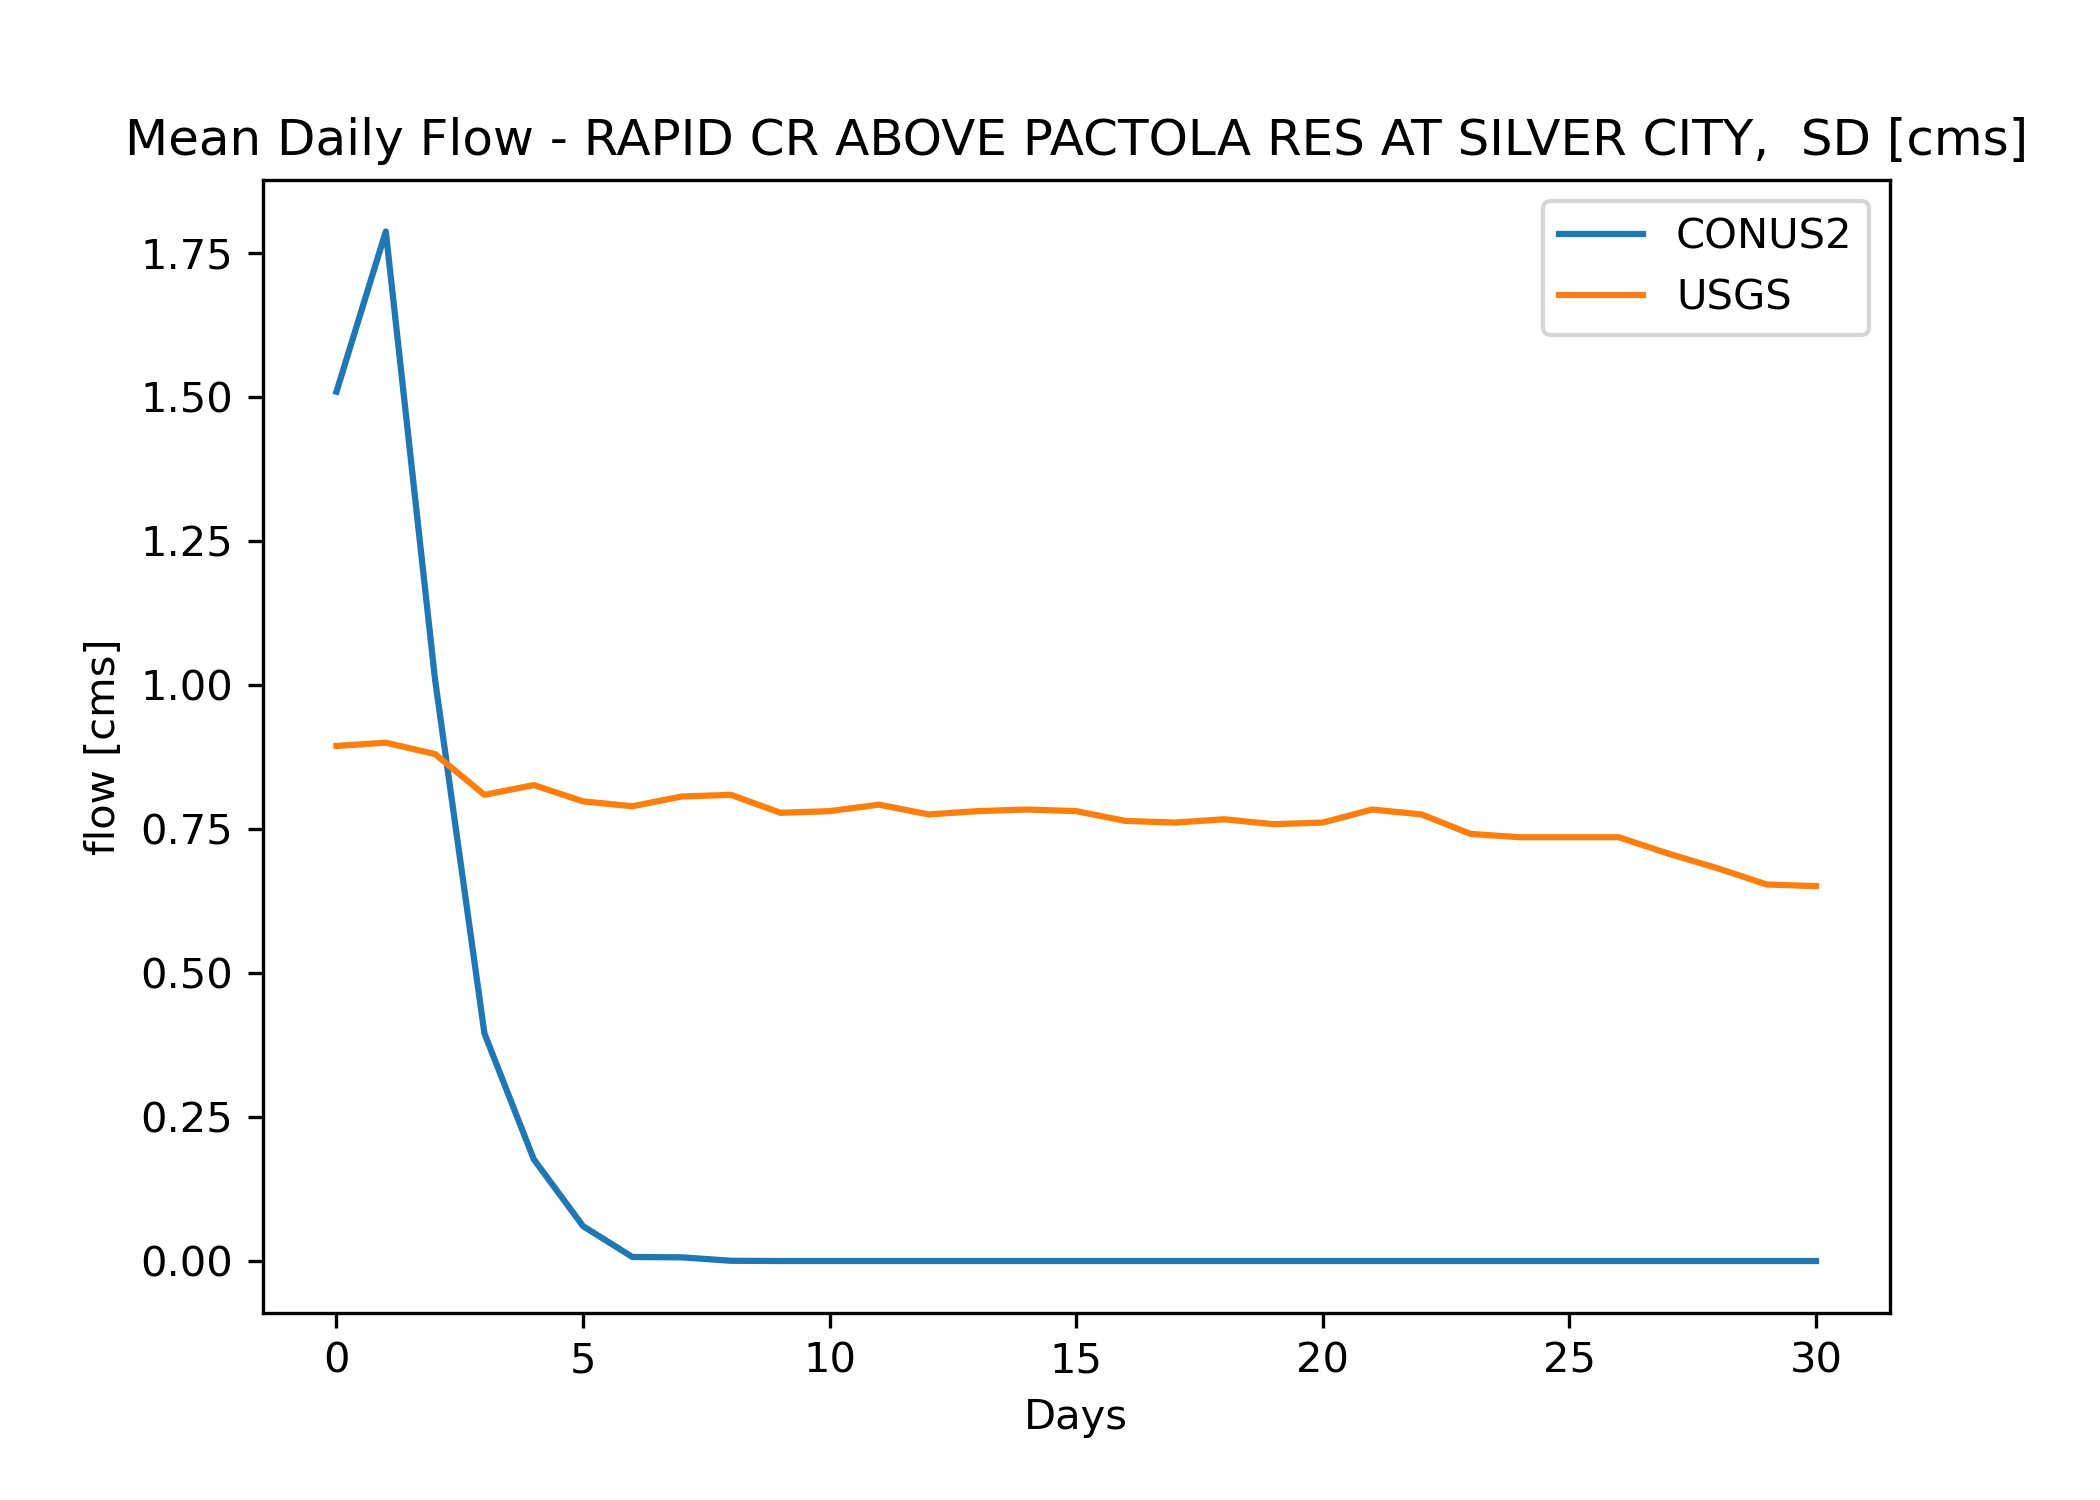 Mean Daily Flow - RAPID CR ABOVE PACTOLA RES AT SILVER CITY,  SD [cms]
CONUS2
USGS
flow [cms]
1.75
1.50
1.25
1.00
0.75
0.50
0.25
0.00
0 5 10 15 20 25 30
Days